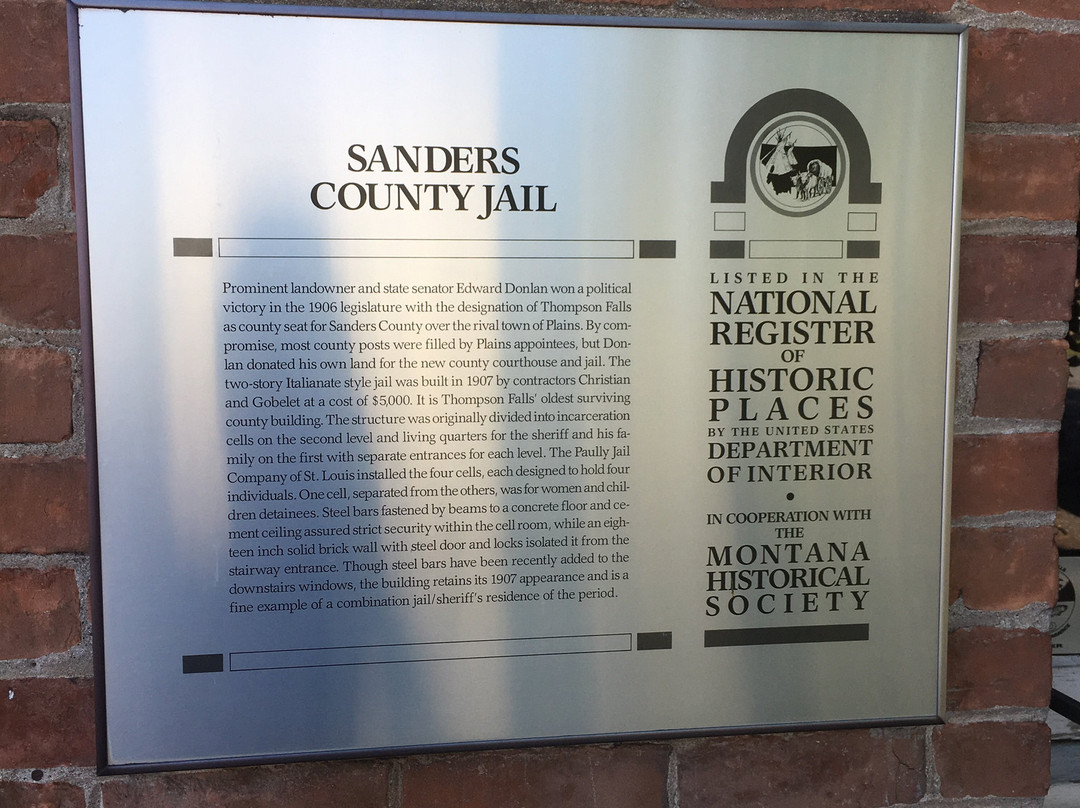 SANDERS
COUNTY JAIL
Prominent landowner and state senator Edward Donlan won a political
victory in the 1906 legislature with the designation of Thompson Falls
as county seat for Sanders County over the rival town of Plains. By com-
promise, most county posts were filled by Plains appointees, but Don-
lan donated his own land for the new county courthouse and jail. The
two-story Italianate style jail was built in 1907 by contractors Christian
and Gobelet at a cost of $5,000. It is Thompson Falls' oldest surviving
county building. The structure was originally divided into incarceration
cells on the second level and living quarters for the sheriff and his fa-
mily on the first with separate entrances for each level. The Paully Jail
Company of St. Louis installed the four cells, each designed to hold four
individuals. One cell, separated from the others, was for women and chil-
dren detainees. Steel bars fastened by beams to a concrete floor and ce-
ment ceiling assured strict security within the cell room, while an eigh-
teen inch solid brick wall with steel door and locks isolated it from the
stairway entrance. Though steel bars have been recently added to the
downstairs windows, the building retains its 1907 appearance and is a
fine example of a combination jail/sheriff's residence of the period.
LISTED IN THE
NATIONAL
REGISTER
OF
HISTORIC
PLACES
BY THE UNITED STATES
DEPARTMENT
OF INTERIOR
•
IN COOPERATION WITH
THE
MONTANA
HISTORICAL
SOCIETY